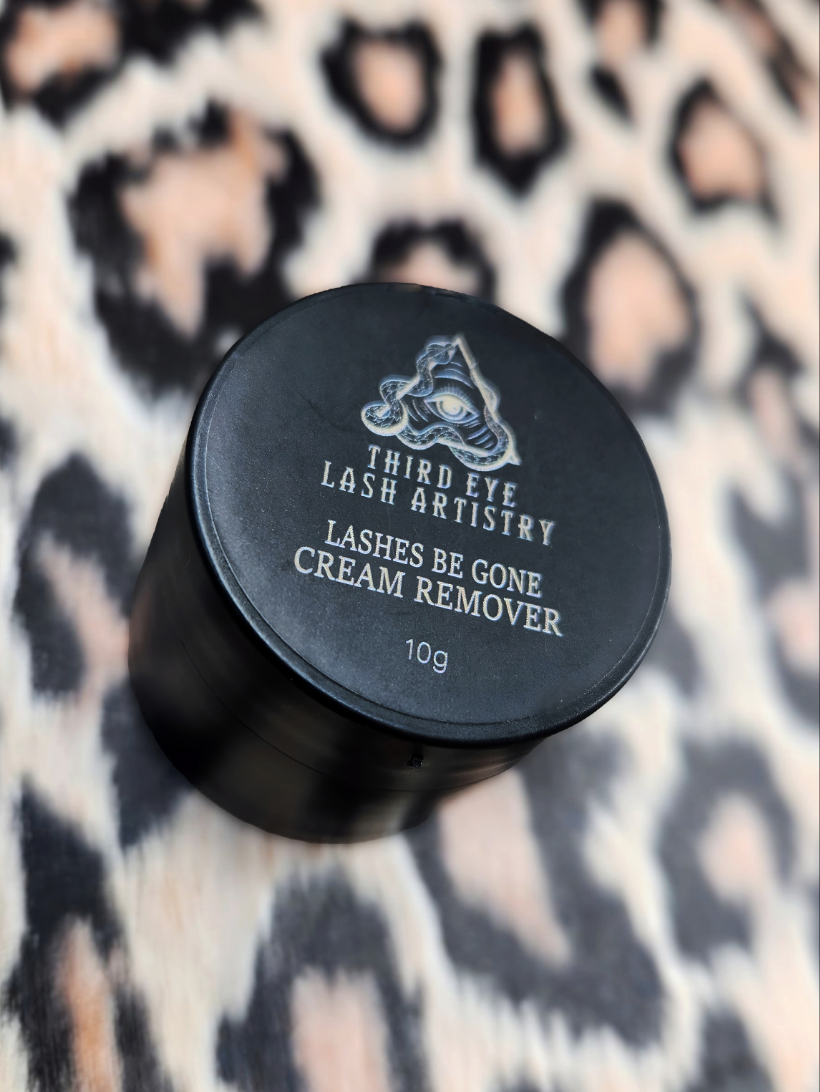 THIRD EYE
LASH ARTISTRY
LASHES BE GONE
CREAM REMOVER
10g